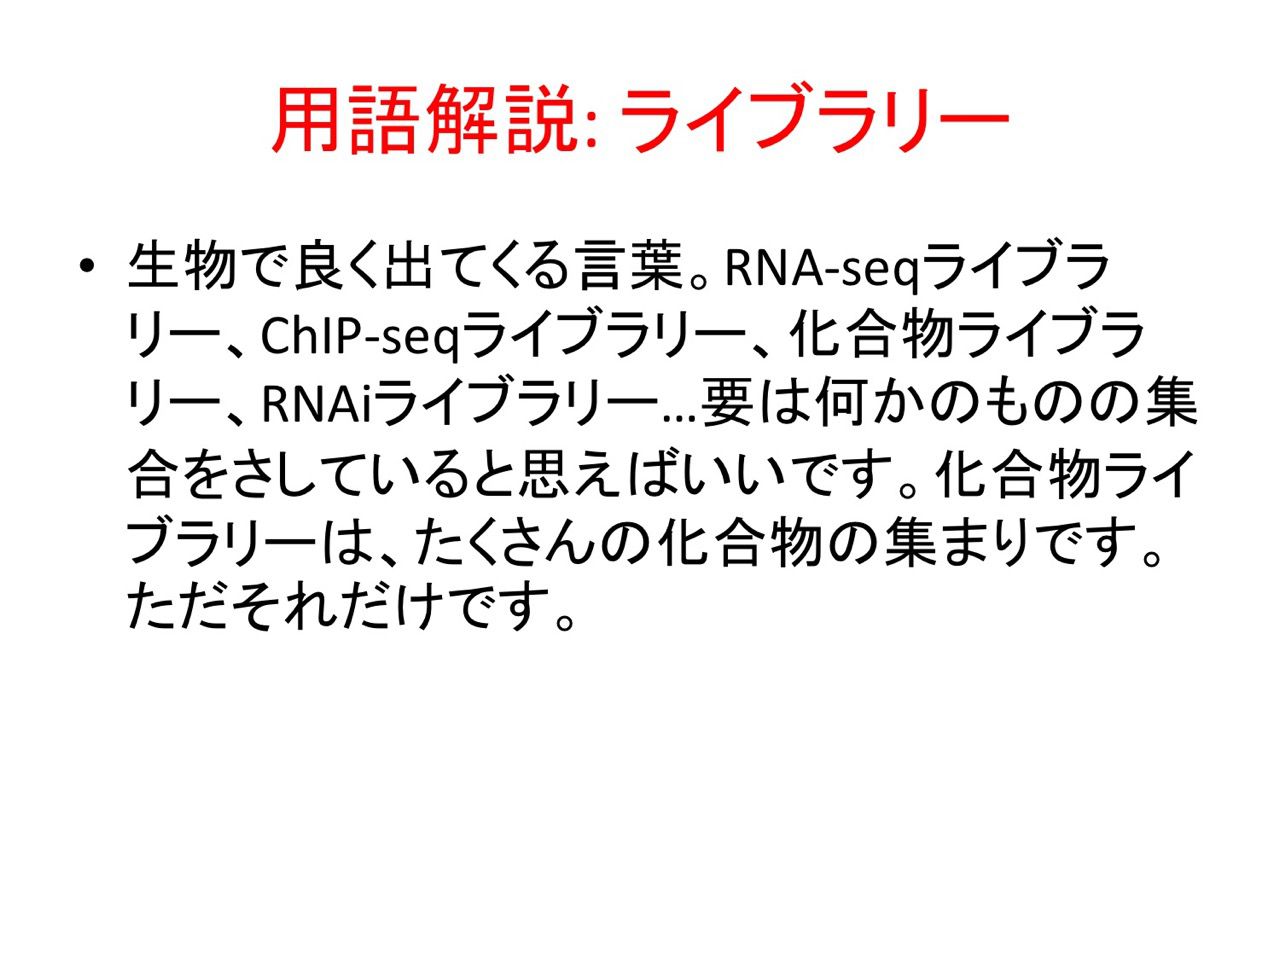 用語解説: ライブラリー
• 生物で良く出てくる言葉。RNA-seqライブラ
リー、ChIP-seqライブラリー、化合物ライブラ
リー、RNAiライブラリー…要は何かのものの集
合をさしていると思えばいいです。化合物ライ
ブラリーは、たくさんの化合物の集まりです。
ただそれだけです。